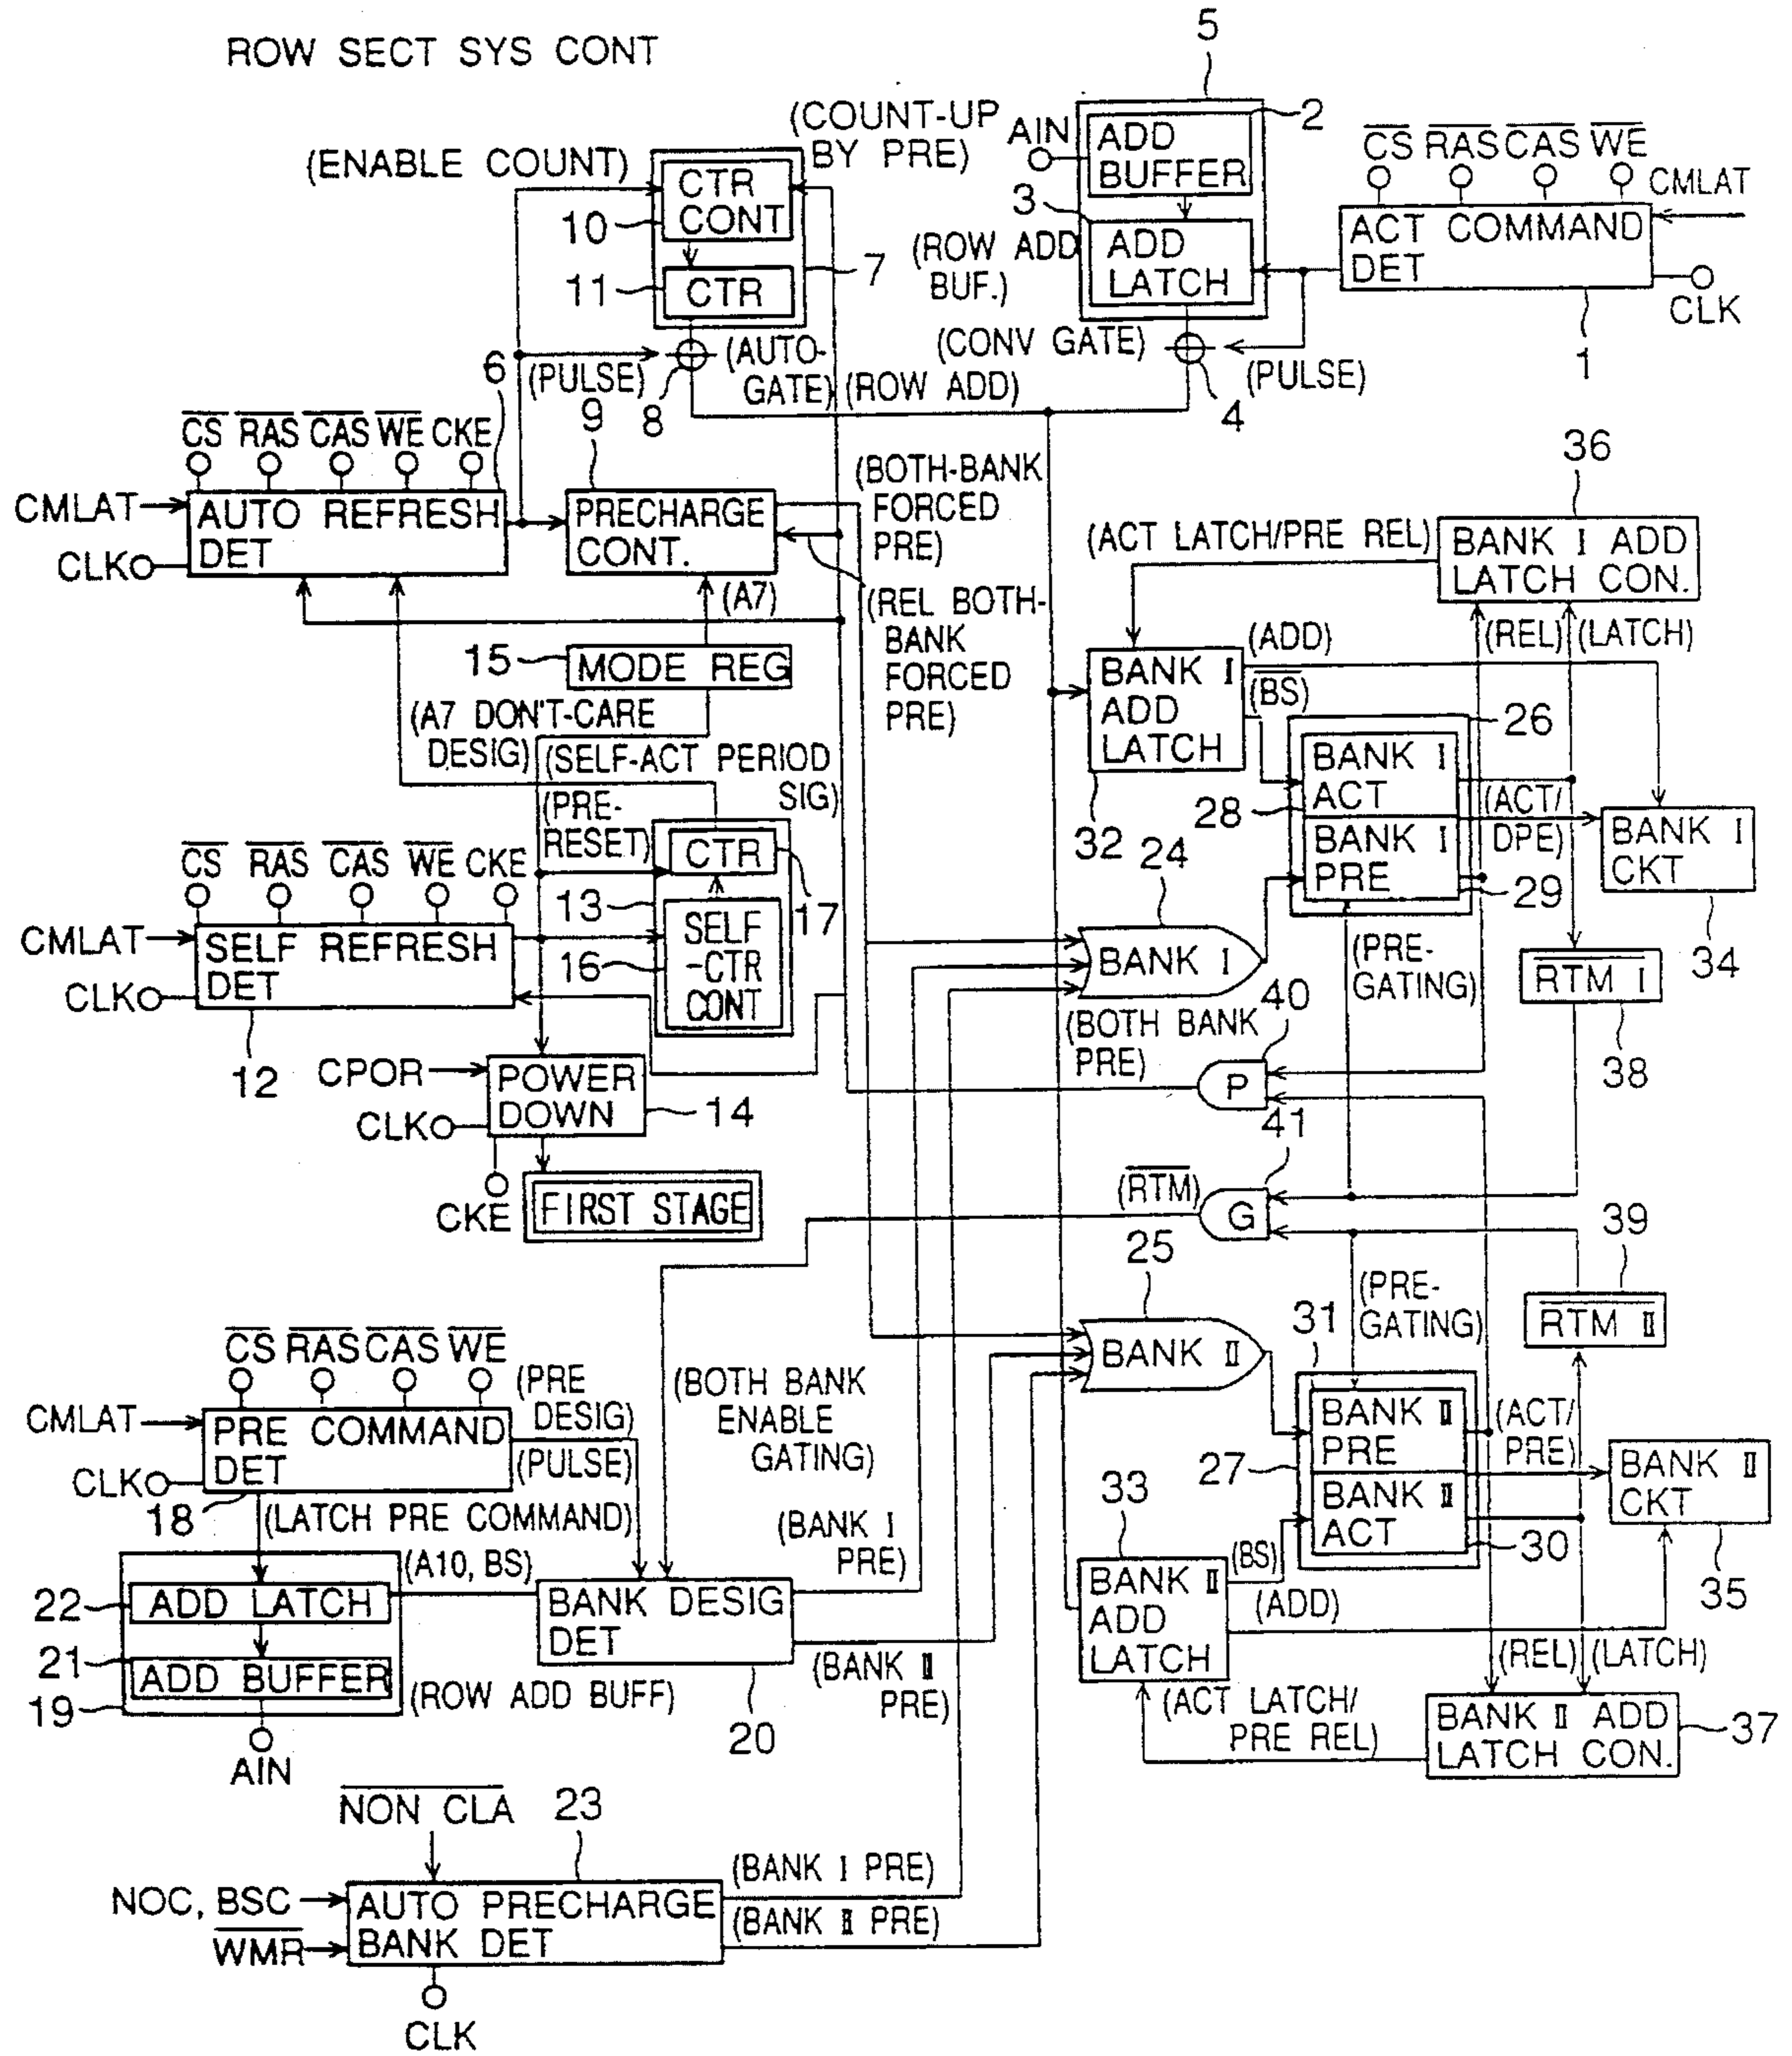 ROW SECT SYS CONT
5
(COUNT-UP
BY PRE)
(ENABLE COUNT)
CTR
CONT
10
11
CTR
7
AIN
ADD
BUFFER
2
3
ADD
LATCH
(ROW ADD
BUF.)
CS RAS CAS WE
CMLAT
ACT COMMAND
DET
CLK
1
(CONV GATE)
(PULSE)
4
6
(PULSE)
8
(AUTO-
GATE)
(ROW ADD)
9
CS RAS CAS WE CKE
CMLAT
AUTO REFRESH
DET
CLK
PRECHARGE
CONT.
(BOTH-BANK
FORCED
PRE)
(A7)
(REL BOTH-
BANK
FORCED
PRE)
15
MODE REG
(A7 DON'T-CARE
DESIG)
(SELF-ACT PERIOD
SIG)
(PRE-
RESET)
36
(ACT LATCH/PRE REL)
BANK I ADD
LATCH CON.
(REL)
(LATCH)
(ADD)
BANK I
ADD
LATCH
(BS)
32
26
BANK I
ACT
28
BANK I
PRE
29
(ACT/
DPE)
BANK I
CKT
34
CS RAS CAS WE CKE
CMLAT
SELF REFRESH
DET
CLK
12
13
CTR
17
SELF
-CTR
CONT
16
24
BANK I
(PRE-
GATING)
RTM I
38
(BOTH BANK
PRE)
40
P
CPOR
POWER
DOWN
CLK
14
CKE
FIRST STAGE
41
(RTM)
G
39
RTM II
25
BANK II
(PRE-
GATING)
31
BANK II
PRE
27
BANK II
ACT
30
(ACT/
PRE)
BANK II
CKT
35
CS RAS CAS WE
CMLAT
PRE COMMAND
DET
CLK
18
(PRE
DESIG)
(PULSE)
(BOTH BANK
ENABLE
GATING)
(LATCH PRE COMMAND)
(BANK I
PRE)
(A10, BS)
22
ADD LATCH
21
ADD BUFFER
19
(ROW ADD BUFF)
AIN
BANK DESIG
DET
20
(BANK II
PRE)
33
BANK II
ADD
LATCH
(BS)
(ADD)
(REL)
(LATCH)
(ACT LATCH/
PRE REL)
BANK II ADD
LATCH CON.
37
NON CLA
23
NOC, BSC
WMR
AUTO PRECHARGE
BANK DET
(BANK I PRE)
(BANK II PRE)
CLK